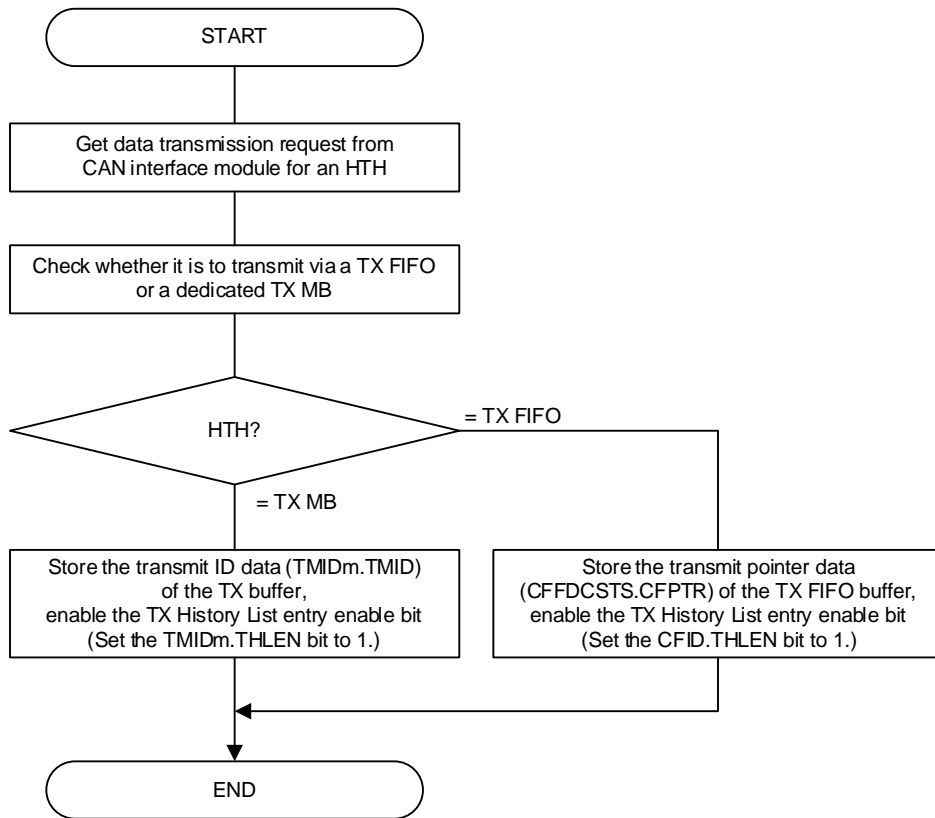 START
Get data transmission request from
CAN interface module for an HTH
Check whether it is to transmit via a TX FIFO
or a dedicated TX MB
HTH?
= TX FIFO
= TX MB
Store the transmit ID data (TMIDm.TMID)
of the TX buffer,
enable the TX History List entry enable bit
(Set the TMIDm.THLEN bit to 1.)
Store the transmit pointer data
(CFFDCSTS.CFPTR) of the TX FIFO buffer,
enable the TX History List entry enable bit
(Set the CFID.THLEN bit to 1.)
END